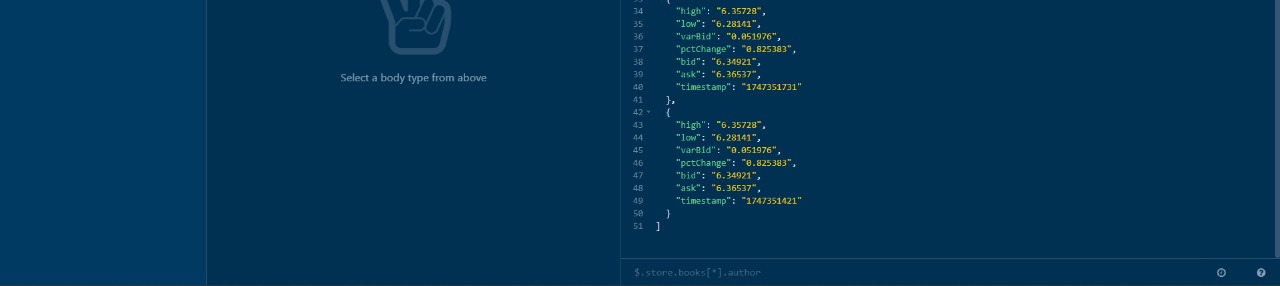 Select a body type from above
33 {
34 "high": "6.35728",
35 "low": "6.28141",
36 "varBid": "0.051976",
37 "pctChange": "0.825383",
38 "bid": "6.34921",
39 "ask": "6.36537",
40 "timestamp": "1747351731"
41 },
42 {
43 "high": "6.35728",
44 "low": "6.28141",
45 "varBid": "0.051976",
46 "pctChange": "0.825383",
47 "bid": "6.34921",
48 "ask": "6.36537",
49 "timestamp": "1747351421"
50 }
51 ]
$.store.books[*].author